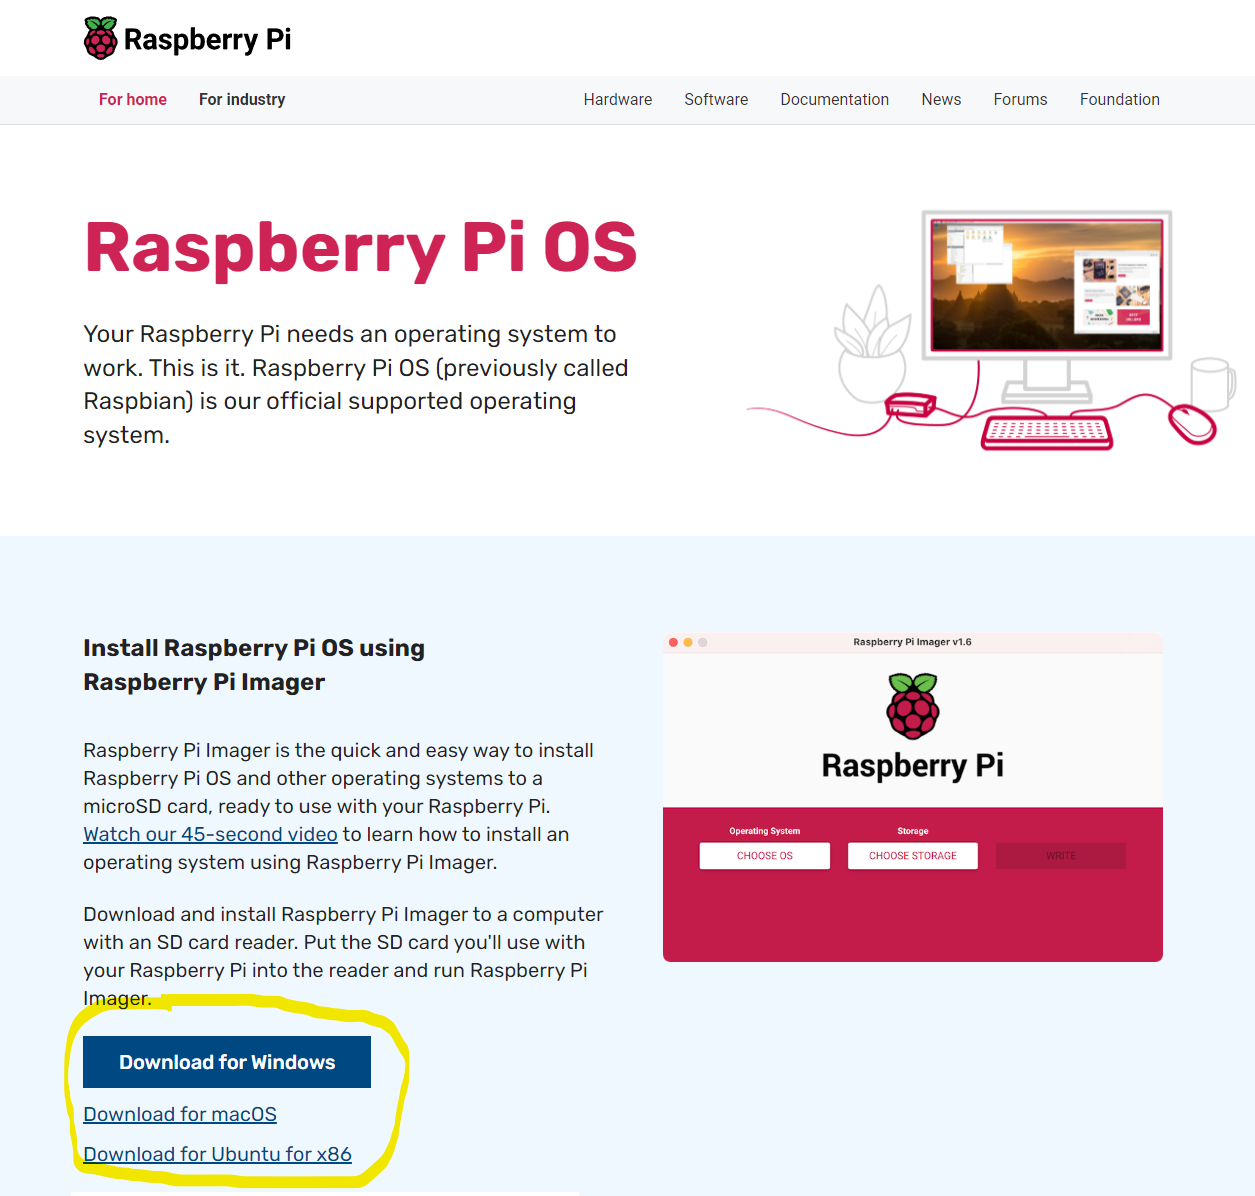 Raspberry Pi
For home
For industry
Hardware
Software
Documentation
News
Forums
Foundation
Raspberry Pi OS
Your Raspberry Pi needs an operating system to
work. This is it. Raspberry Pi OS (previously called
Raspbian) is our official supported operating
system.
Install Raspberry Pi OS using
Raspberry Pi Imager
Raspberry Pi Imager is the quick and easy way to install
Raspberry Pi OS and other operating systems to a
microSD card, ready to use with your Raspberry Pi.
Watch our 45-second video to learn how to install an
operating system using Raspberry Pi Imager.
Download and install Raspberry Pi Imager to a computer
with an SD card reader. Put the SD card you'll use with
your Raspberry Pi into the reader and run Raspberry Pi
Imager.
Download for Windows
Download for macOS
Download for Ubuntu for x86
Raspberry Pi Imager v1.6
Raspberry Pi
Operating System
Storage
CHOOSE OS
CHOOSE STORAGE
WRITE